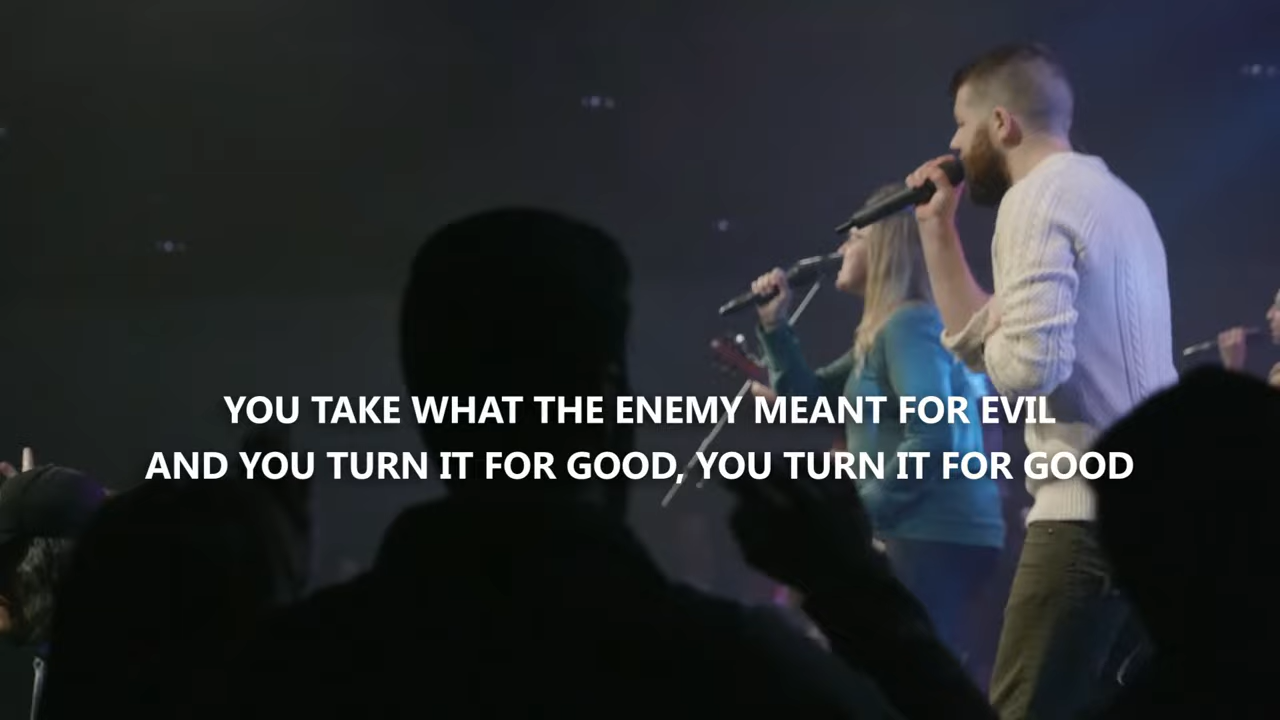 YOU TAKE WHAT THE ENEMY MEANT FOR EVIL
AND YOU TURN IT FOR GOOD, YOU TURN IT FOR GOOD